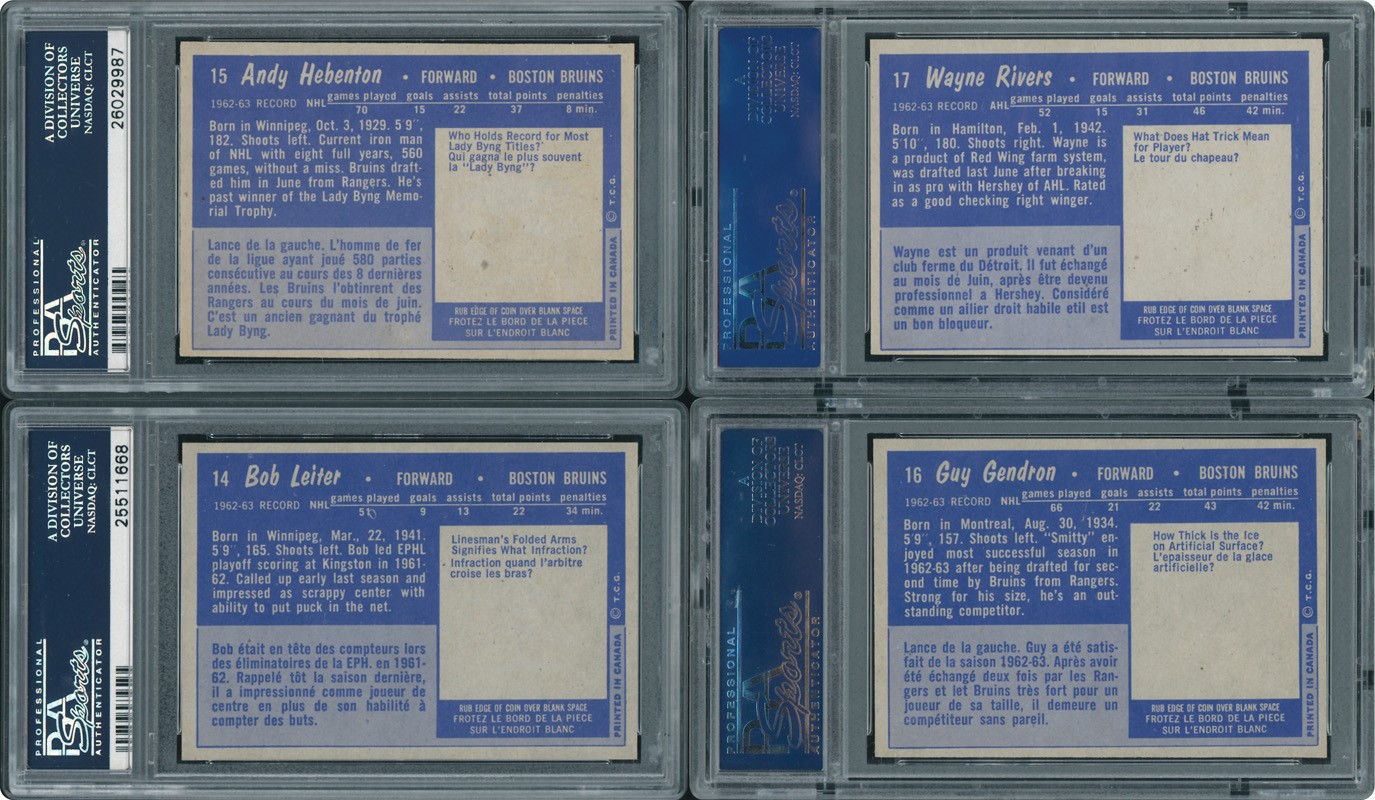 A DIVISION OF
COLLECTORS
UNIVERSE
NASDAQ: CLCT
26029987
PROFESSIONAL
PSA
Sports®
AUTHENTICATOR
15 Andy Hebenton • FORWARD • BOSTON BRUINS
1962-63 RECORD NHL games played goals assists total points penalties
70 15 22 37 8 min.
Born in Winnipeg, Oct. 3, 1929. 5'9",
182. Shoots left. Current iron man
of NHL with eight full years, 560
games, without a miss. Bruins draft-
ed him in June from Rangers. He's
past winner of the Lady Byng Memo-
rial Trophy.
Lance de la gauche. L'homme de fer
de la ligue ayant joué 580 parties
consécutive au cours des 8 dernières
années. Les Bruins l'obtinrent des
Rangers au cours du mois de juin.
C'est un ancien gagnant du trophé
Lady Byng.
Who Holds Record for Most
Lady Byng Titles?
Qui gagna le plus souvent
la "Lady Byng"?
RUB EDGE OF COIN OVER BLANK SPACE
FROTEZ LE BORD DE LA PIECE
SUR L'ENDROIT BLANC
PRINTED IN CANADA © T.C.G.
A
DIVISION OF
COLLECTORS
UNIVERSE
NASDAQ: CLCT
PROFESSIONAL
PSA
Sports®
AUTHENTICATOR
17 Wayne Rivers • FORWARD • BOSTON BRUINS
1962-63 RECORD AHL games played goals assists total points penalties
52 15 31 46 42 min.
Born in Hamilton, Feb. 1, 1942.
5'10", 180. Shoots right. Wayne is
a product of Red Wing farm system,
was drafted last June after breaking
in as pro with Hershey of AHL. Rated
as a good checking right winger.
Wayne est un produit venant d'un
club ferme du Détroit. Il fut échangé
au mois de Juin, après être devenu
professionnel a Hershey. Considéré
comme un ailier droit habile etil est
un bon bloqueur.
What Does Hat Trick Mean
for Player?
Le tour du chapeau?
RUB EDGE OF COIN OVER BLANK SPACE
FROTEZ LE BORD DE LA PIECE
SUR L'ENDROIT BLANC
PRINTED IN CANADA © T.C.G.
A DIVISION OF
COLLECTORS
UNIVERSE
NASDAQ: CLCT
25511668
PROFESSIONAL
PSA
Sports®
AUTHENTICATOR
14 Bob Leiter • FORWARD • BOSTON BRUINS
1962-63 RECORD NHL games played goals assists total points penalties
51 9 13 22 34 min.
Born in Winnipeg, Mar., 22, 1941.
5'9", 165. Shoots left. Bob led EPHL
playoff scoring at Kingston in 1961-
62. Called up early last season and
impressed as scrappy center with
ability to put puck in the net.
Bob était en tête des compteurs lors
des éliminatoires de la EPH. en 1961-
62. Rappelé tôt la saison dernière,
il a impressionné comme joueur de
centre en plus de son habilité à
compter des buts.
Linesman's Folded Arms
Signifies What Infraction?
Infraction quand l'arbitre
croise les bras?
RUB EDGE OF COIN OVER BLANK SPACE
FROTEZ LE BORD DE LA PIECE
SUR L'ENDROIT BLANC
PRINTED IN CANADA © T.C.G.
A
DIVISION OF
COLLECTORS
UNIVERSE
NASDAQ: CLCT
PROFESSIONAL
PSA
Sports®
AUTHENTICATOR
16 Guy Gendron • FORWARD • BOSTON BRUINS
1962-63 RECORD NHL games played goals assists total points penalties
66 21 22 43 42 min.
Born in Montreal, Aug. 30, 1934.
5'9", 157. Shoots left. "Smitty" en-
joyed most successful season in
1962-63 after being drafted for sec-
ond time by Bruins from Rangers.
Strong for his size, he's an out-
standing competitor.
Lance de la gauche. Guy a été satis-
fait de la saison 1962-63. Après avoir
été échangé deux fois par les Ran-
gers et let Bruins très fort pour un
joueur de sa taille, il demeure un
compétiteur sans pareil.
How Thick Is the Ice
on Artificial Surface?
L'epaisseur de la glace
artificielle?
RUB EDGE OF COIN OVER BLANK SPACE
FROTEZ LE BORD DE LA PIECE
SUR L'ENDROIT BLANC
PRINTED IN CANADA © T.C.G.